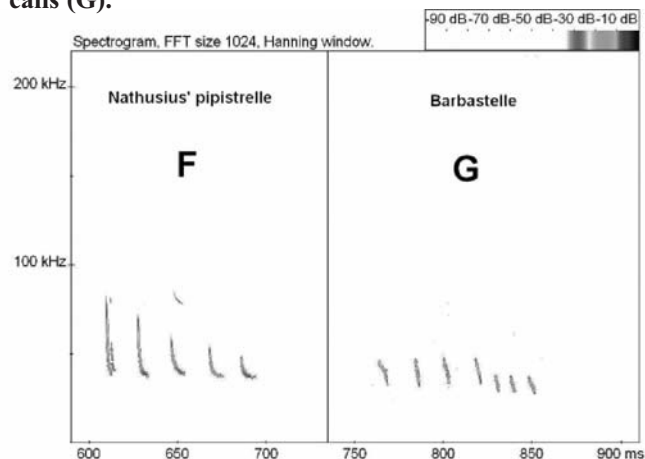 calls (G).
-90 dB -70 dB -50 dB -30 dB -10 dB
Spectrogram, FFT size 1024, Hanning window.
200 kHz
Nathusius' pipistrelle
Barbastelle
F
G
100 kHz
600
650
700
750
800
850
900 ms